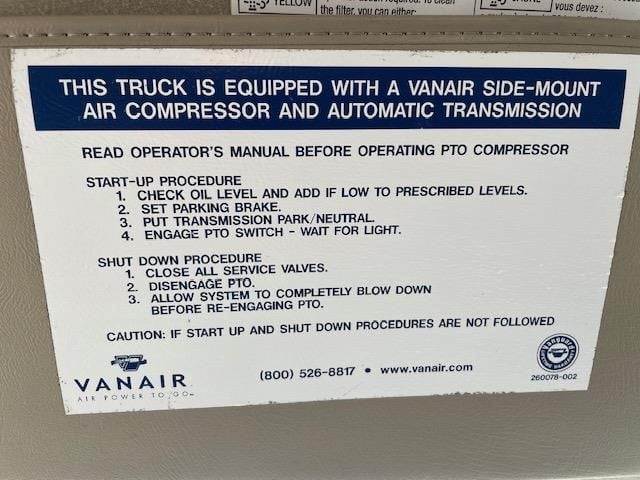 YELLOW
the filter, you can either:
vous devez :
THIS TRUCK IS EQUIPPED WITH A VANAIR SIDE-MOUNT
AIR COMPRESSOR AND AUTOMATIC TRANSMISSION
READ OPERATOR'S MANUAL BEFORE OPERATING PTO COMPRESSOR
START-UP PROCEDURE
1. CHECK OIL LEVEL AND ADD IF LOW TO PRESCRIBED LEVELS.
2. SET PARKING BRAKE.
3. PUT TRANSMISSION PARK/NEUTRAL.
4. ENGAGE PTO SWITCH - WAIT FOR LIGHT.
SHUT DOWN PROCEDURE
1. CLOSE ALL SERVICE VALVES.
2. DISENGAGE PTO.
3. ALLOW SYSTEM TO COMPLETELY BLOW DOWN
BEFORE RE-ENGAGING PTO.
CAUTION: IF START UP AND SHUT DOWN PROCEDURES ARE NOT FOLLOWED
VANAIR
AIR POWER TO GO
(800) 526-8817 • www.vanair.com
260078-002